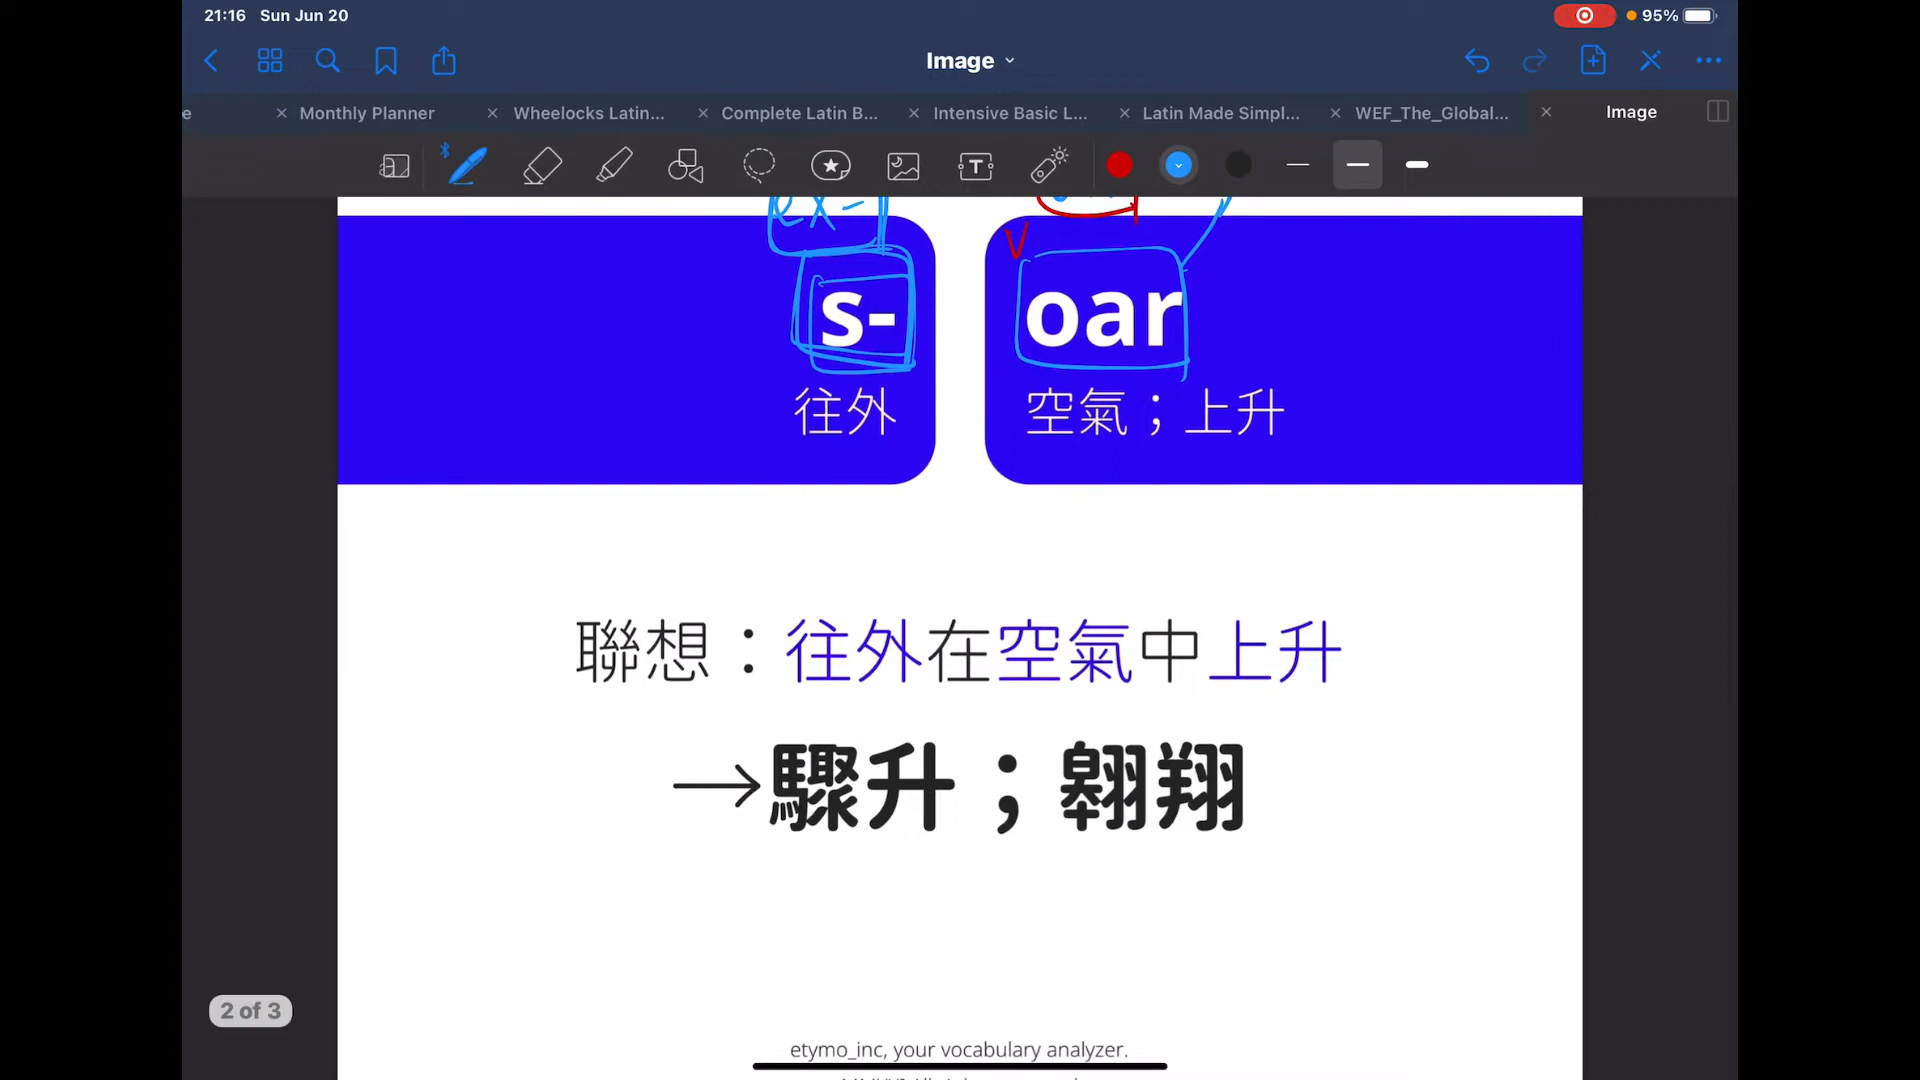 21:16 Sun Jun 20 95%
Image
e Monthly Planner Wheelocks Latin... Complete Latin B... Intensive Basic L... Latin Made Simpl... WEF_The_Global... Image
ex-
V
s- oar
往外 空氣；上升
聯想：往外在空氣中上升
→驟升；翱翔
2 of 3
etymo_inc, your vocabulary analyzer.